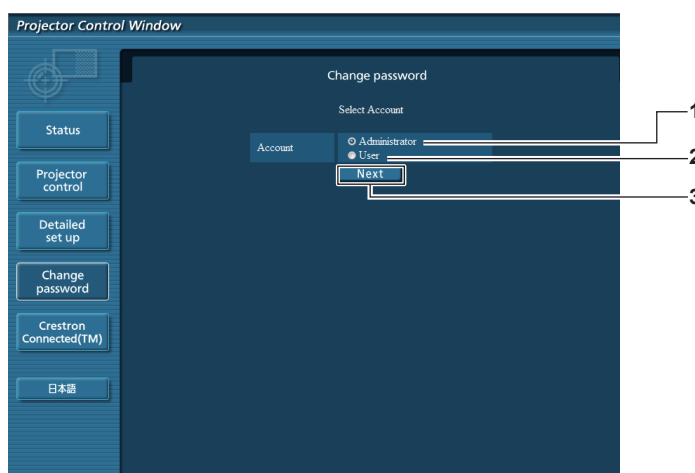 Projector Control Window
Change password
Select Account
Account
Administrator
User
Next
Status
Projector
control
Detailed
set up
Change
password
Crestron
Connected(TM)
日本語
1
2
3